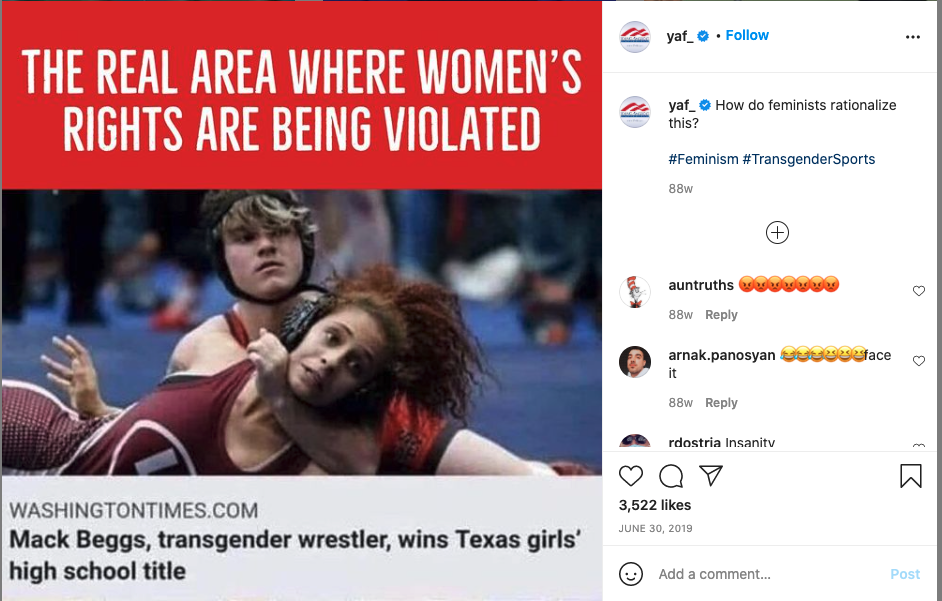 THE REAL AREA WHERE WOMEN'S
RIGHTS ARE BEING VIOLATED
WASHINGTONTIMES.COM
Mack Beggs, transgender wrestler, wins Texas girls'
high school title
yaf_ • Follow
yaf_ How do feminists rationalize
this?
#Feminism #TransgenderSports
88w
auntruths 😡😡😡😡😡😡😡
88w Reply
arnak.panosyan 😂😂😂😆😆😆face
it
88w Reply
rdostria Insanity
3,522 likes
JUNE 30, 2019
Add a comment... Post